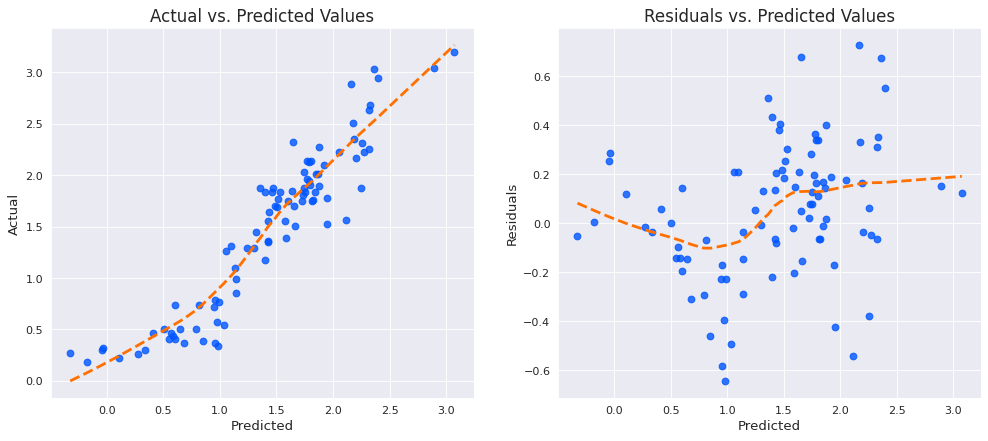 Actual vs. Predicted Values
Actual
3.0
2.5
2.0
1.5
1.0
0.5
0.0
0.0 0.5 1.0 1.5 2.0 2.5 3.0
Predicted
Residuals vs. Predicted Values
Residuals
0.6
0.4
0.2
0.0
−0.2
−0.4
−0.6
0.0 0.5 1.0 1.5 2.0 2.5 3.0
Predicted